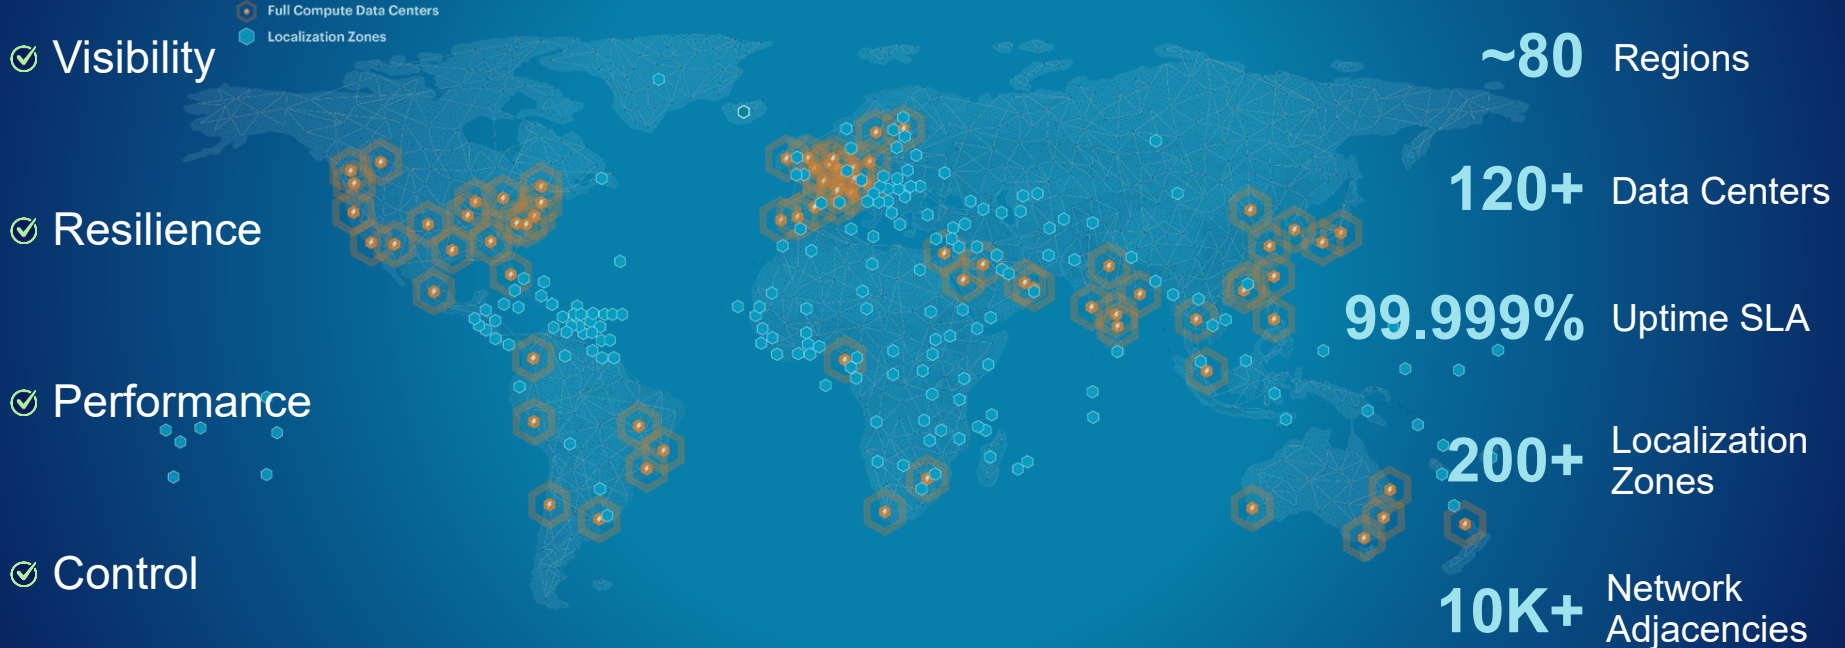 Full Compute Data Centers
Localization Zones
Visibility
Resilience
Performance
Control
~80 Regions
120+ Data Centers
99.999% Uptime SLA
200+ Localization
Zones
10K+ Network
Adjacencies